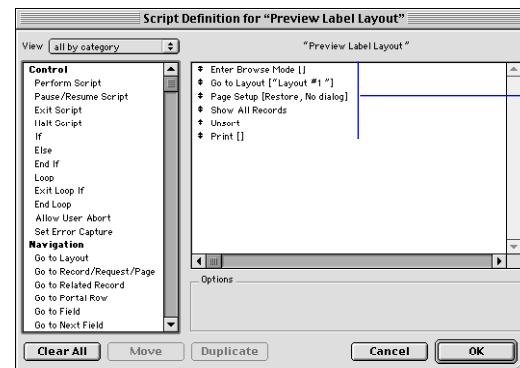 Script Definition for “Preview Label Layout”
View all by category
"Preview Label Layout"
Control
Perform Script
Pause/Resume Script
Exit Script
Halt Script
If
Else
End If
Loop
Exit Loop If
End Loop
Allow User Abort
Set Error Capture
Navigation
Go to Layout
Go to Record/Request/Page
Go to Related Record
Go to Portal Row
Go to Field
Go to Next Field
Enter Browse Mode []
Go to Layout ["Layout #1"]
Page Setup [Restore, No dialog]
Show All Records
Unsort
Print []
Options
Clear All
Move
Duplicate
Cancel
OK